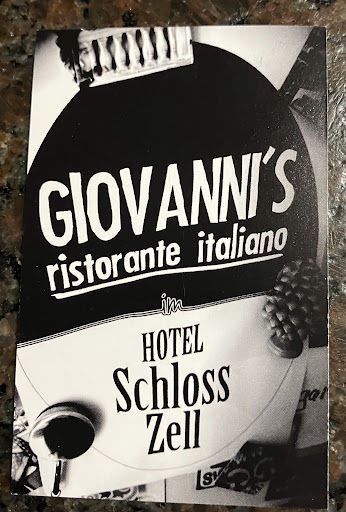 GIOVANNI'S
ristorante italiano
im
HOTEL
Schloss
Zell